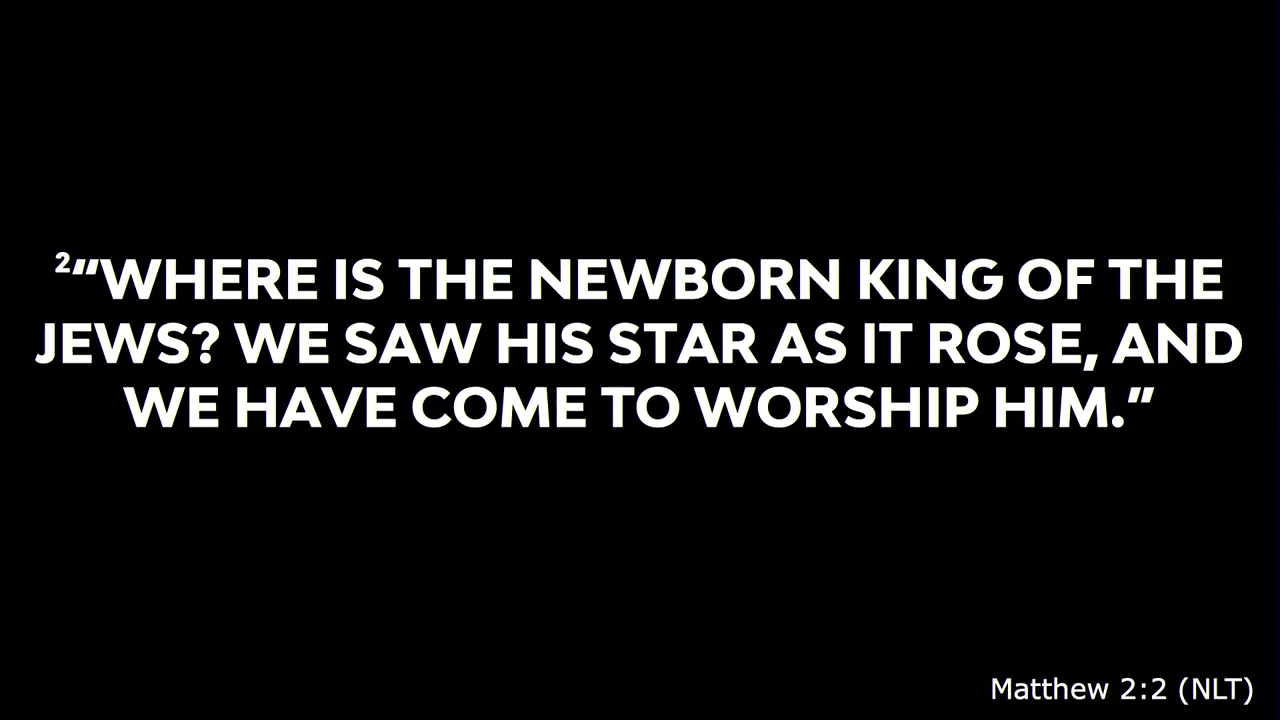 ²“WHERE IS THE NEWBORN KING OF THE
JEWS? WE SAW HIS STAR AS IT ROSE, AND
WE HAVE COME TO WORSHIP HIM.”
Matthew 2:2 (NLT)